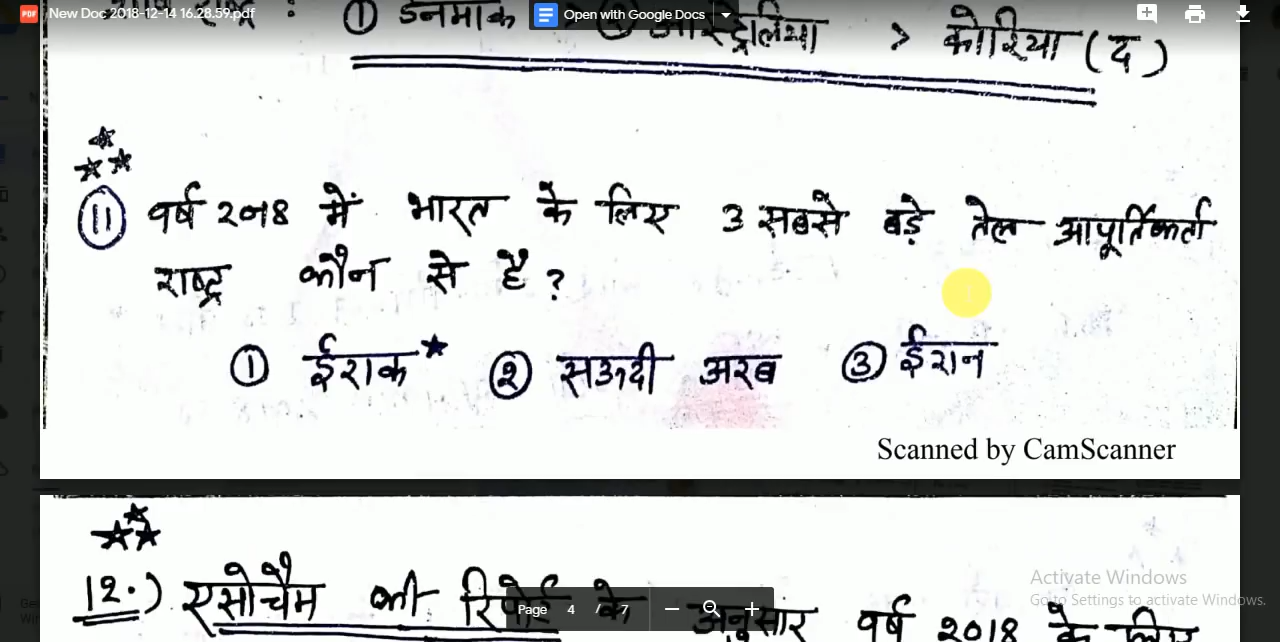 New Doc 2018-12-14 16.28.59.pdf
Open with Google Docs
① डेनमार्क > ② आस्ट्रेलिया > कोरिया (द)
⑪ वर्ष 2018 में भारत के लिए 3 सबसे बड़े तेल आपूर्तिकर्ता
राष्ट्र कौन से है ?
① ईराक ② सऊदी अरब ③ ईरान
Scanned by CamScanner
12.) एसोचैम की रिपोर्ट के अनुसार वर्ष 2018 के लिए
Page 4 / 7
Activate Windows
Go to Settings to activate Windows.